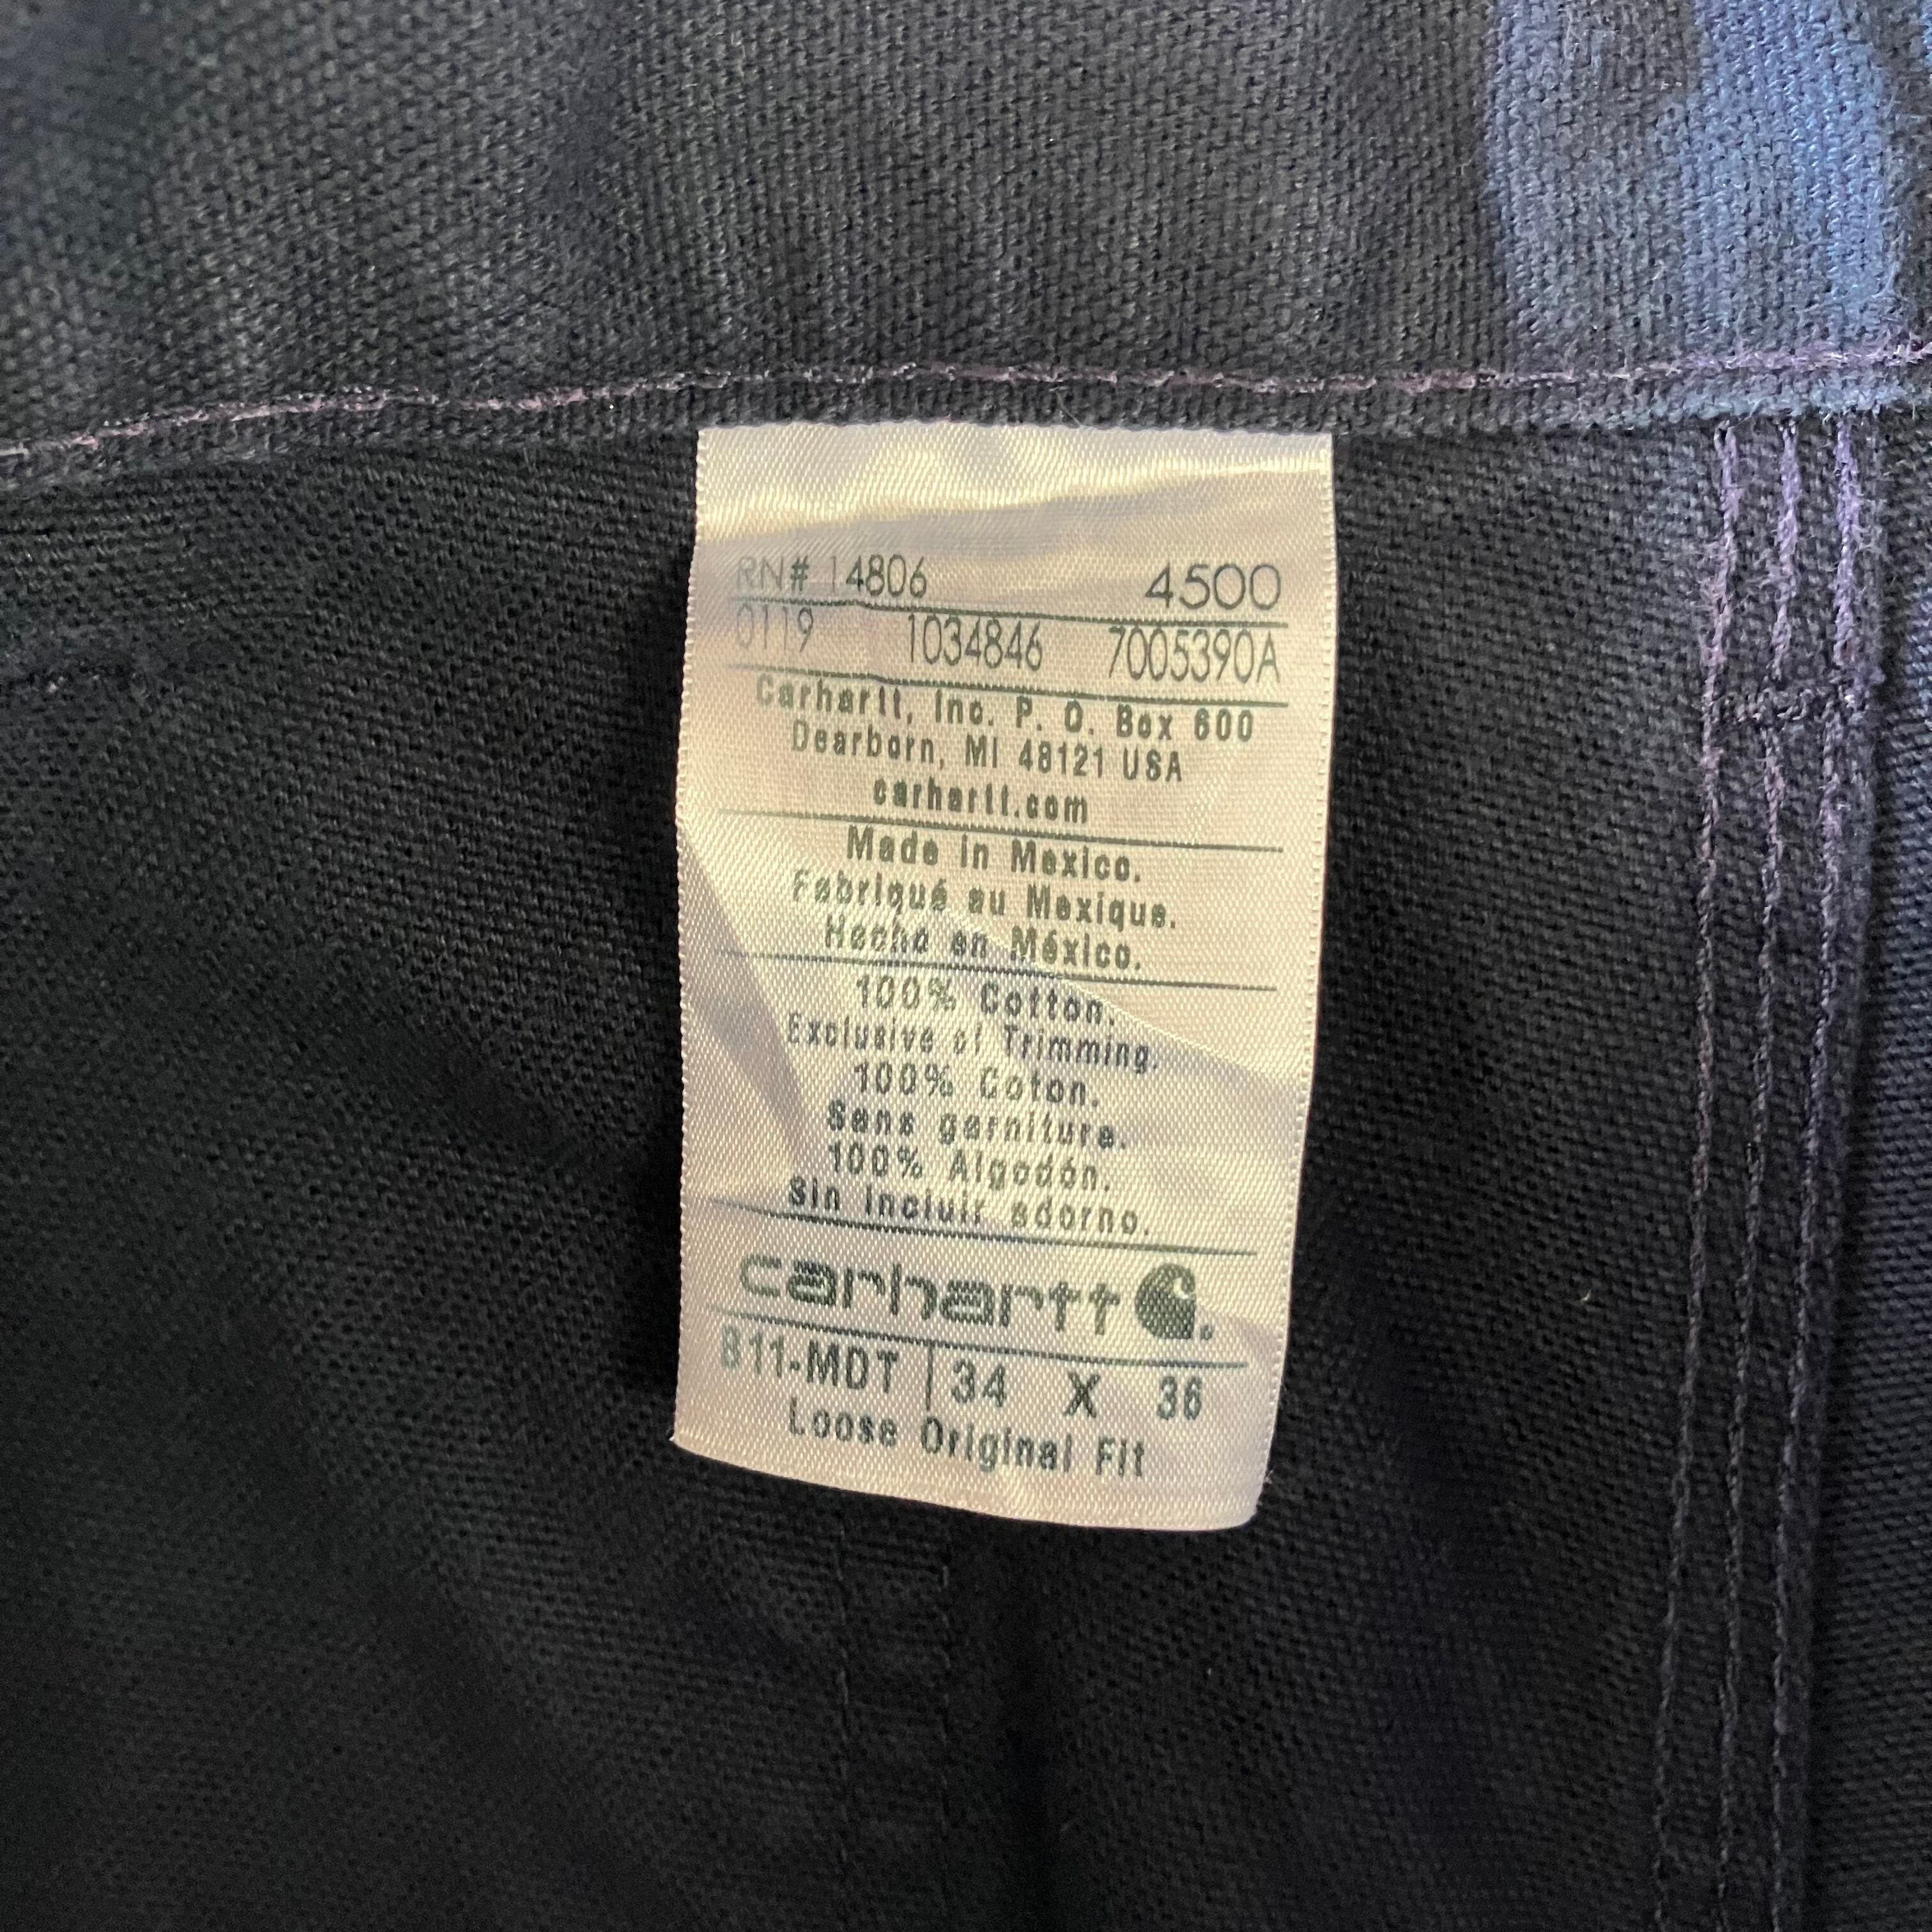 RN# 14806 4500
0119 1034846 7005390A
Carhartt, Inc. P. O. Box 600
Dearborn, MI 48121 USA
carhartt.com
Made in Mexico.
Fabriqué au Mexique.
Hecho en México.
100% Cotton.
Exclusive of Trimming.
100% Coton.
Sans garniture.
100% Algodón.
Sin incluir adorno.
carhartt
B11-MDT 34 X 36
Loose Original Fit